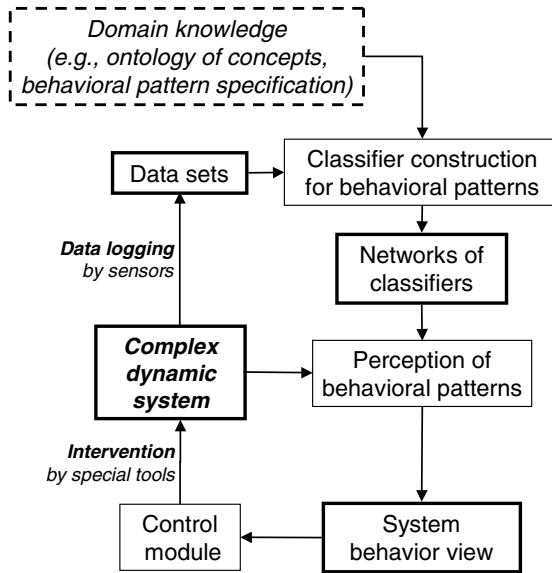 Domain knowledge
(e.g., ontology of concepts,
behavioral pattern specification)
Data sets
Classifier construction
for behavioral patterns
Data logging
by sensors
Networks of
classifiers
Complex
dynamic
system
Perception of
behavioral patterns
Intervention
by special tools
Control
module
System
behavior view